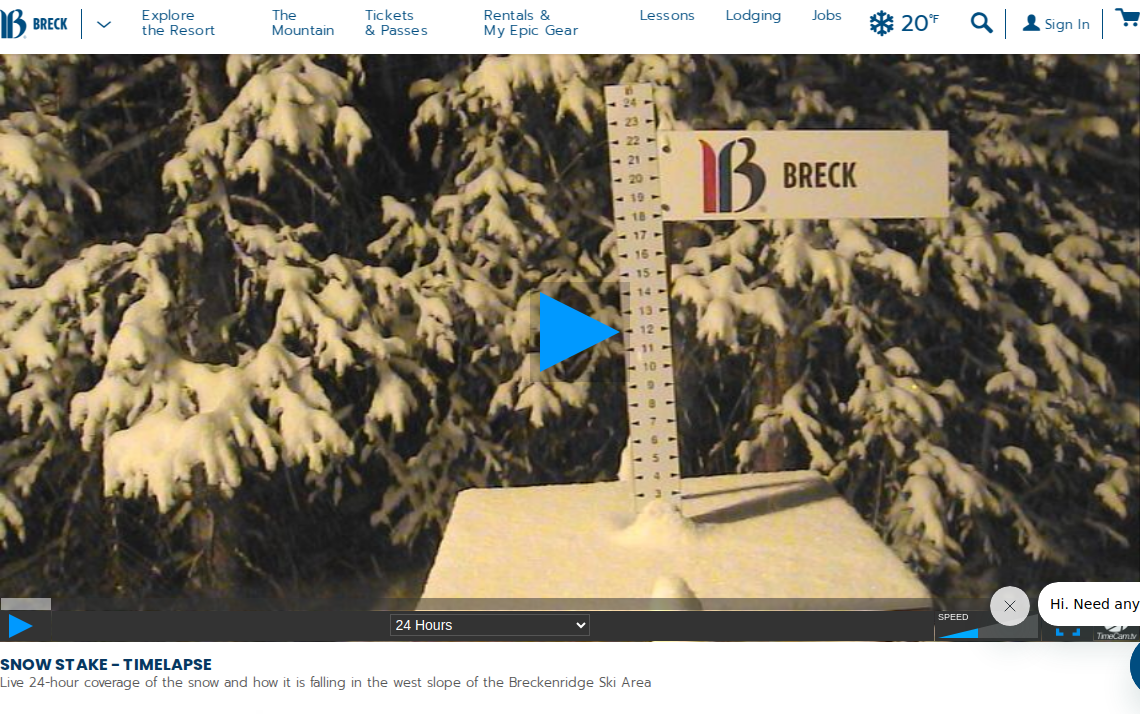 BRECK
Explore
the Resort
The
Mountain
Tickets
& Passes
Rentals &
My Epic Gear
Lessons
Lodging
Jobs
20°F
Sign In
24
23
22
21
20
19
18
17
16
15
14
13
12
11
10
9
8
7
6
5
4
3
B BRECK
24 Hours
SPEED
Hi. Need any
TimeCam.tv
SNOW STAKE - TIMELAPSE
Live 24-hour coverage of the snow and how it is falling in the west slope of the Breckenridge Ski Area